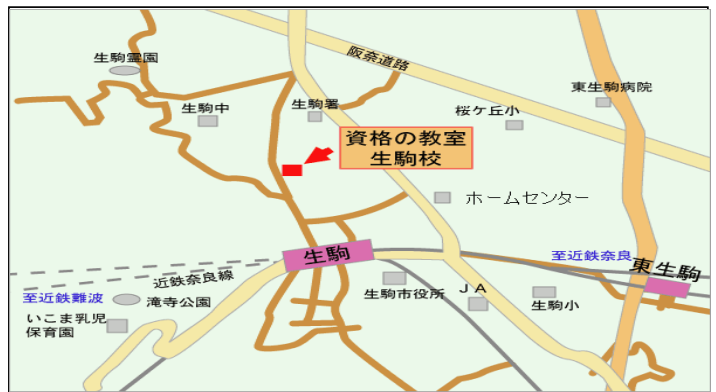 阪奈道路
生駒霊園
東生駒病院
生駒中
生駒署
桜ケ丘小
資格の教室
生駒校
ホームセンター
生駒
至近鉄奈良
東生駒
近鉄奈良線
至近鉄難波
滝寺公園
生駒市役所
JA
生駒小
いこま乳児
保育園